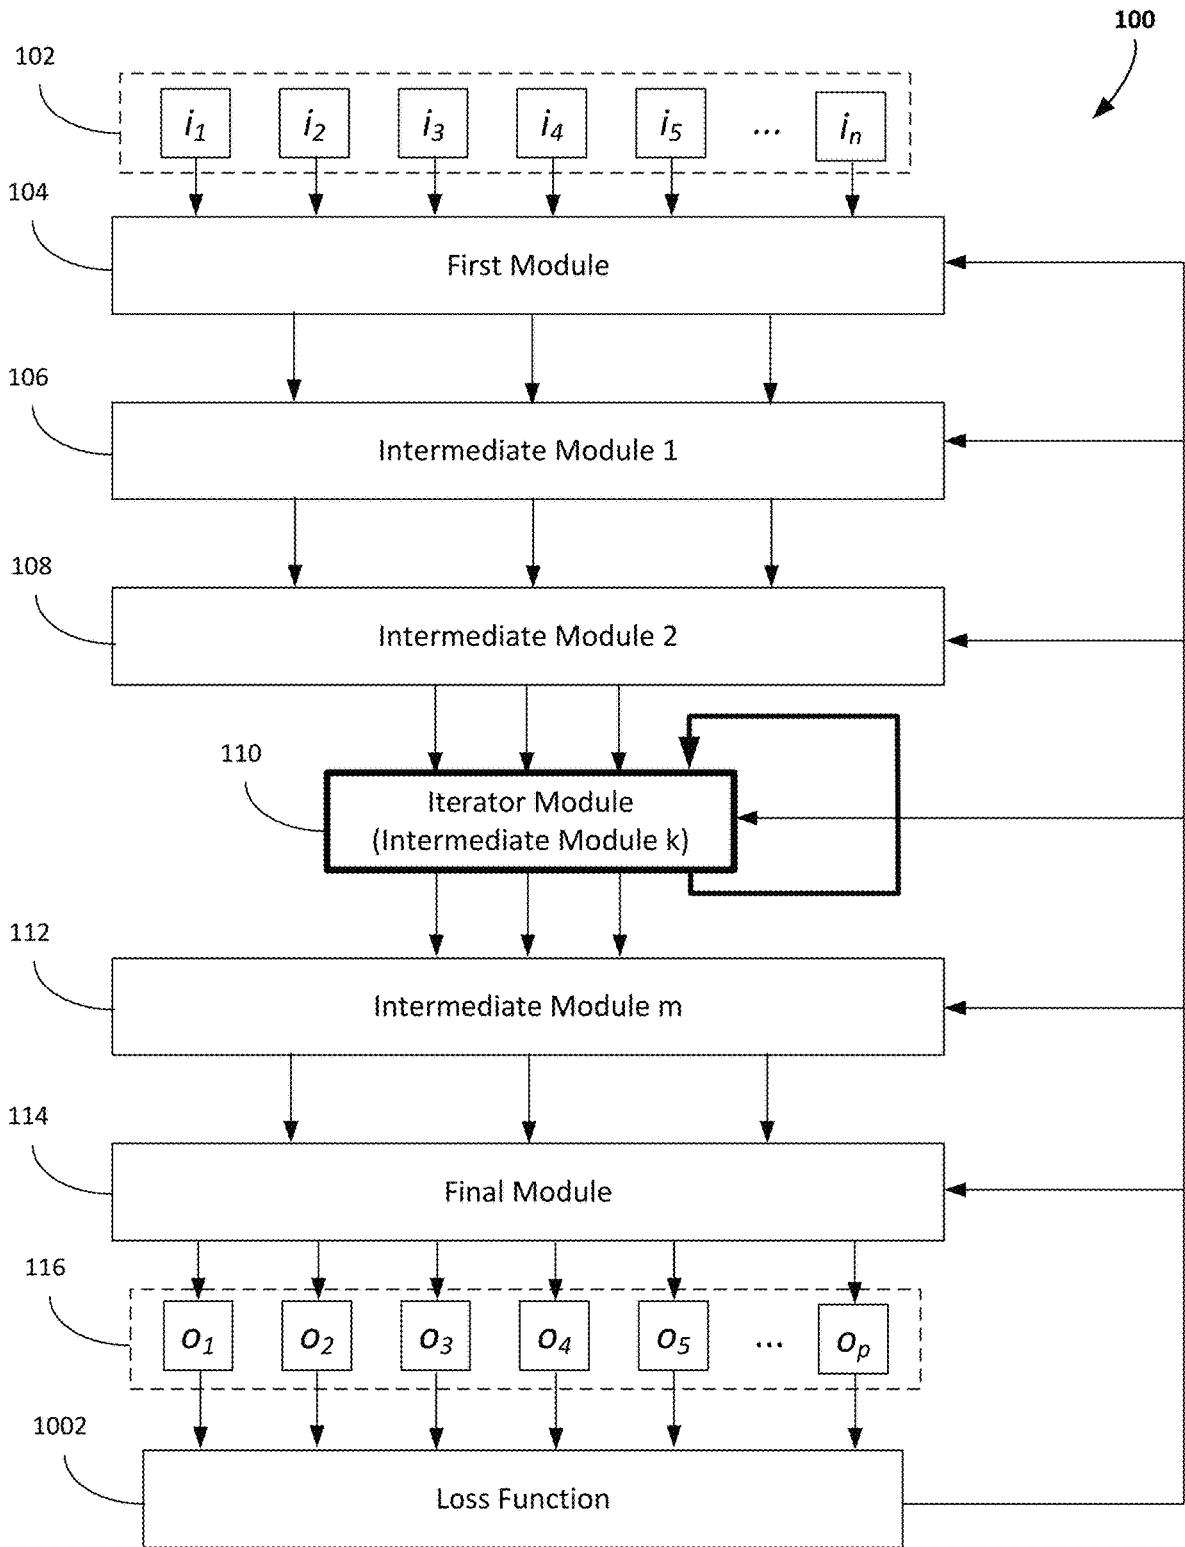 100
102
i1 i2 i3 i4 i5 ... in
104
First Module
106
Intermediate Module 1
108
Intermediate Module 2
110
Iterator Module
(Intermediate Module k)
112
Intermediate Module m
114
Final Module
116
o1 o2 o3 o4 o5 ... op
1002
Loss Function